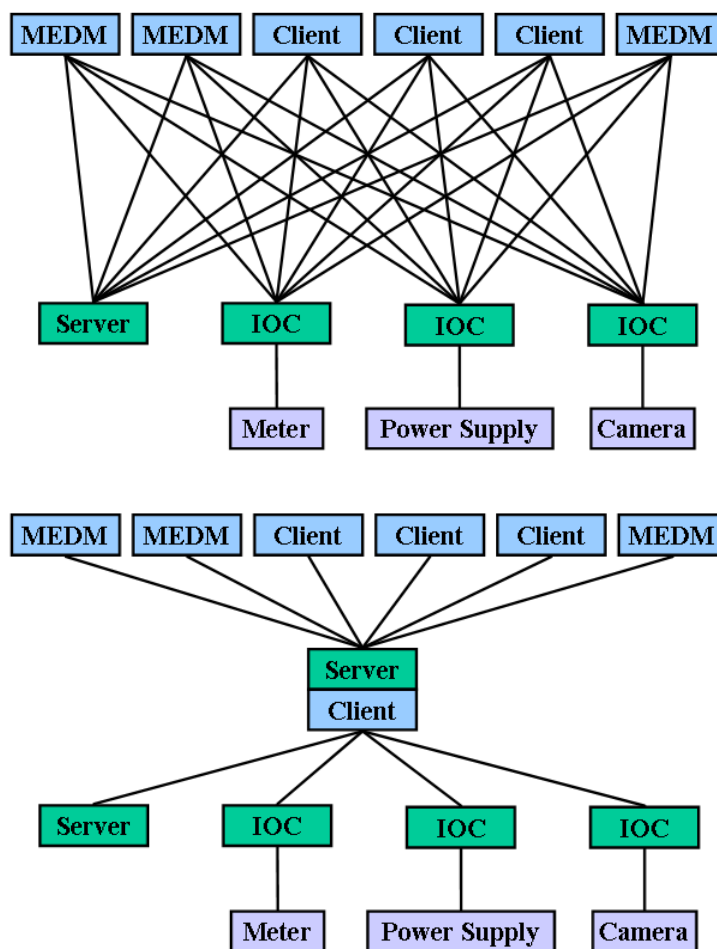 MEDM MEDM Client Client Client MEDM
Server IOC IOC IOC
Meter Power Supply Camera
MEDM MEDM Client Client Client MEDM
Server
Client
Server IOC IOC IOC
Meter Power Supply Camera